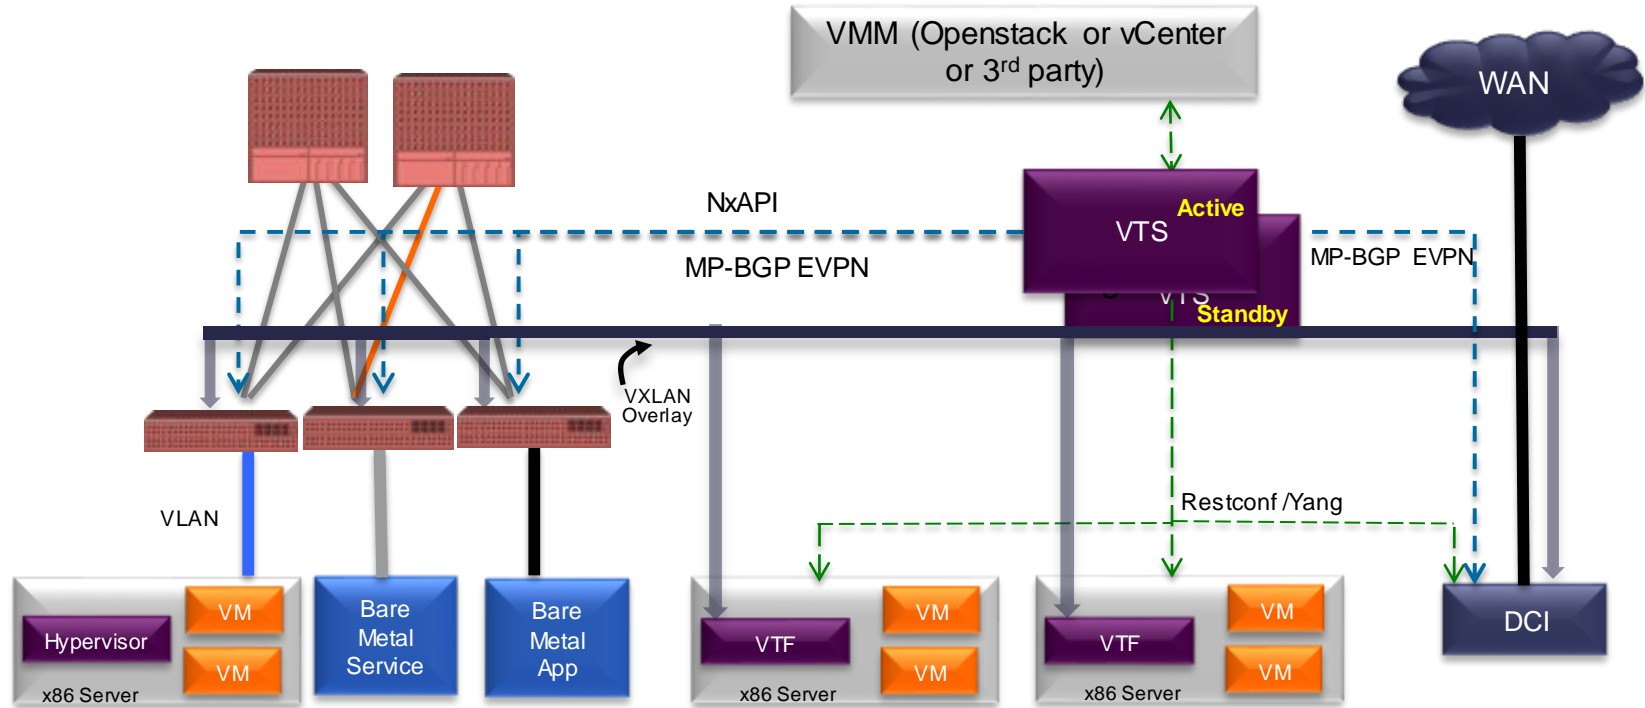 VMM (Openstack or vCenter
or 3rd party)
WAN
NxAPI
MP-BGP EVPN
VTS
Active
VTS
Standby
MP-BGP EVPN
VXLAN
Overlay
VLAN
Restconf /Yang
Hypervisor
VM
VM
x86 Server
Bare
Metal
Service
Bare
Metal
App
VTF
VM
VM
x86 Server
VTF
VM
VM
x86 Server
DCI